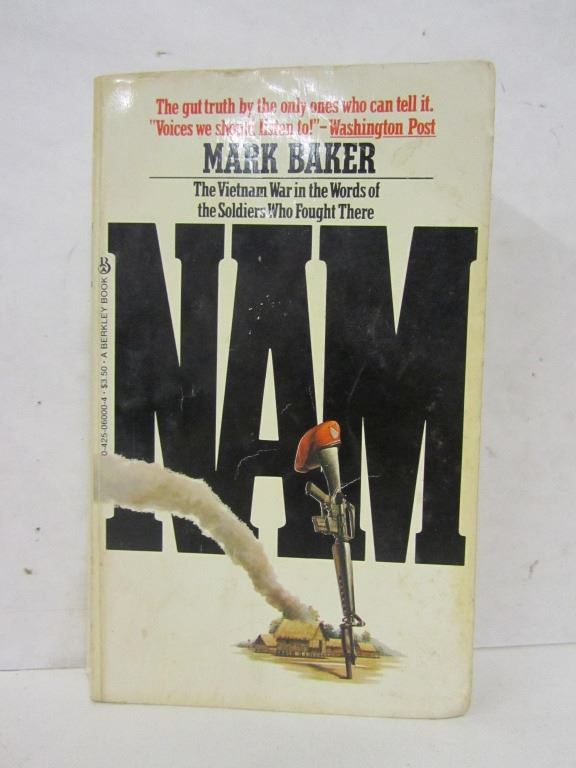 The gut truth by the only ones who can tell it.
"Voices we should listen to!"–Washington Post
MARK BAKER
The Vietnam War in the Words of
the Soldiers Who Fought There
NAM
0-425-06000-4 • $3.50 • A BERKLEY BOOK
B